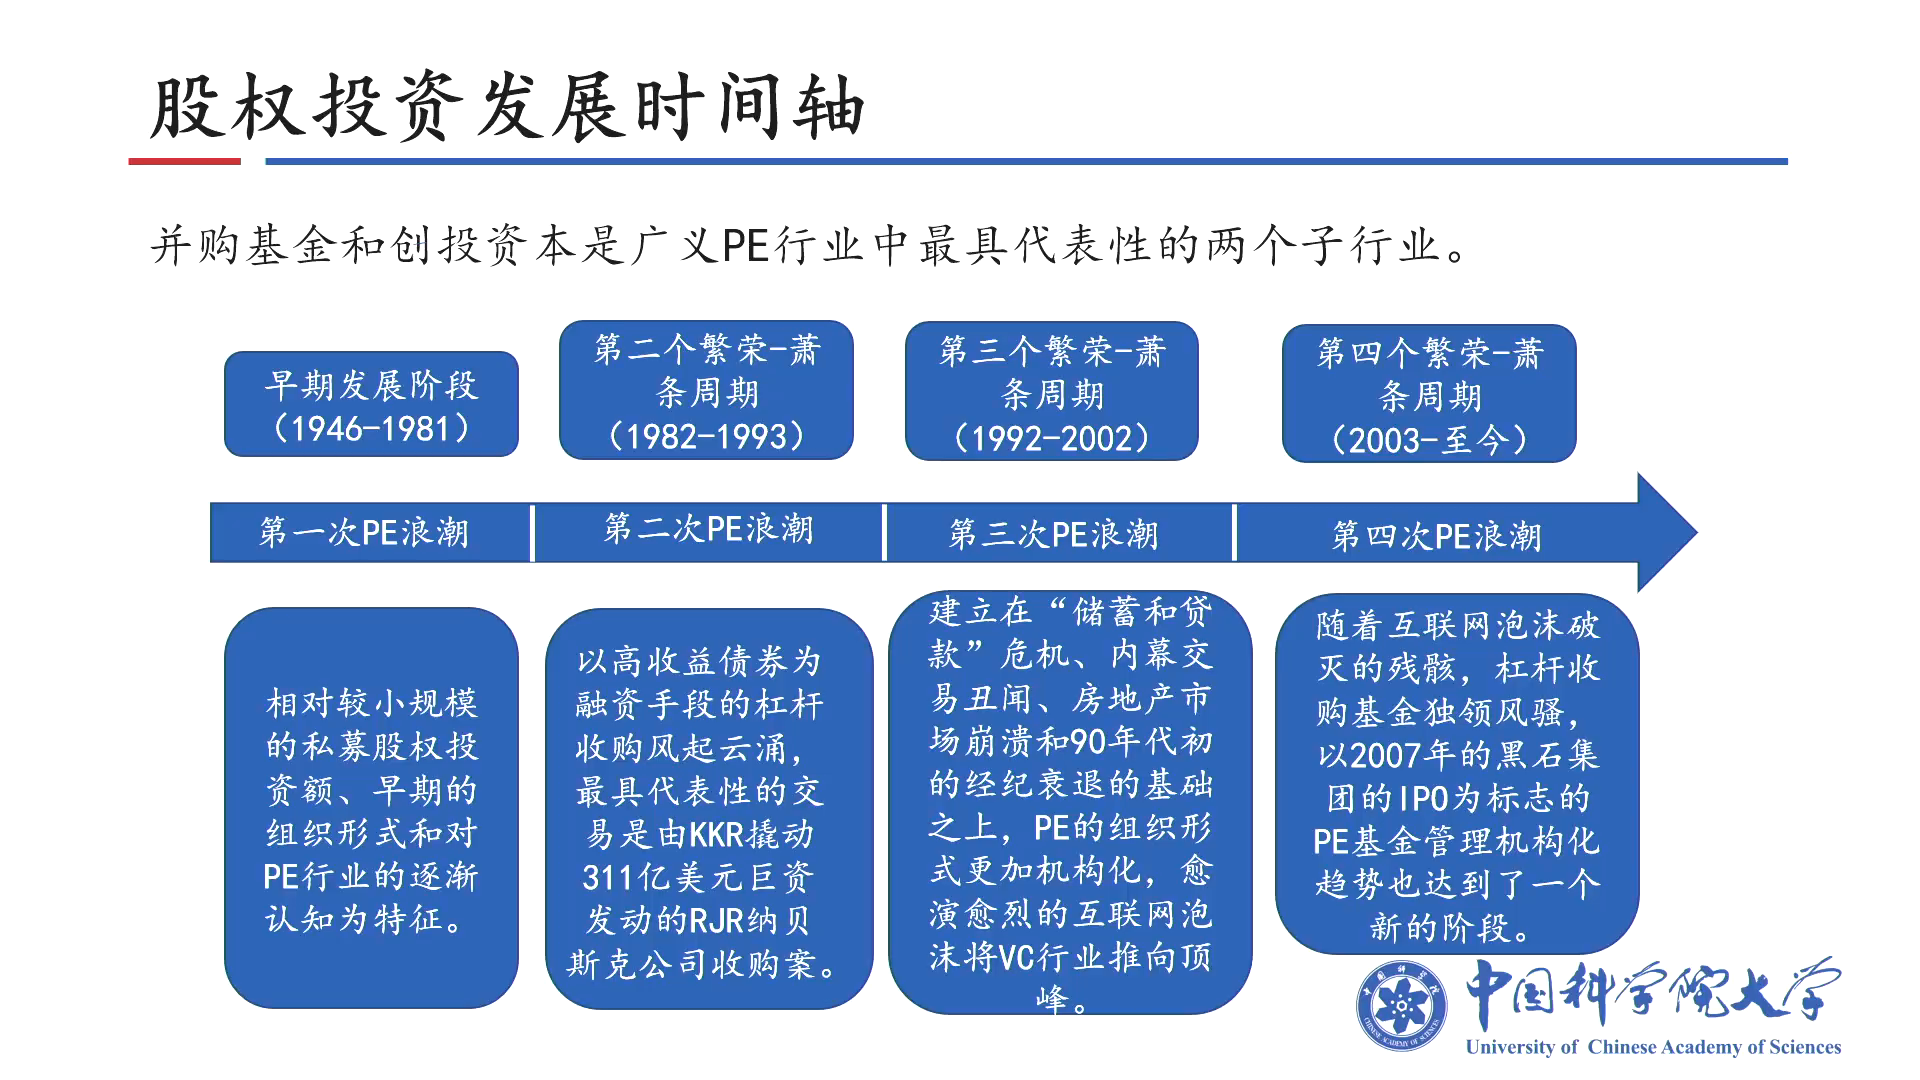 股权投资发展时间轴
并购基金和创投资本是广义PE行业中最具代表性的两个子行业。
早期发展阶段
（1946-1981）
第二个繁荣-萧
条周期
（1982-1993）
第三个繁荣-萧
条周期
（1992-2002）
第四个繁荣-萧
条周期
（2003-至今）
第一次PE浪潮
第二次PE浪潮
第三次PE浪潮
第四次PE浪潮
相对较小规模
的私募股权投
资额、早期的
组织形式和对
PE行业的逐渐
认知为特征。
以高收益债券为
融资手段的杠杆
收购风起云涌，
最具代表性的交
易是由KKR撬动
311亿美元巨资
发动的RJR纳贝
斯克公司收购案。
建立在“储蓄和贷
款”危机、内幕交
易丑闻、房地产市
场崩溃和90年代初
的经纪衰退的基础
之上，PE的组织形
式更加机构化，愈
演愈烈的互联网泡
沫将VC行业推向顶
峰。
随着互联网泡沫破
灭的残骸，杠杆收
购基金独领风骚，
以2007年的黑石集
团的IPO为标志的
PE基金管理机构化
趋势也达到了一个
新的阶段。
中国科学院大学
University of Chinese Academy of Sciences